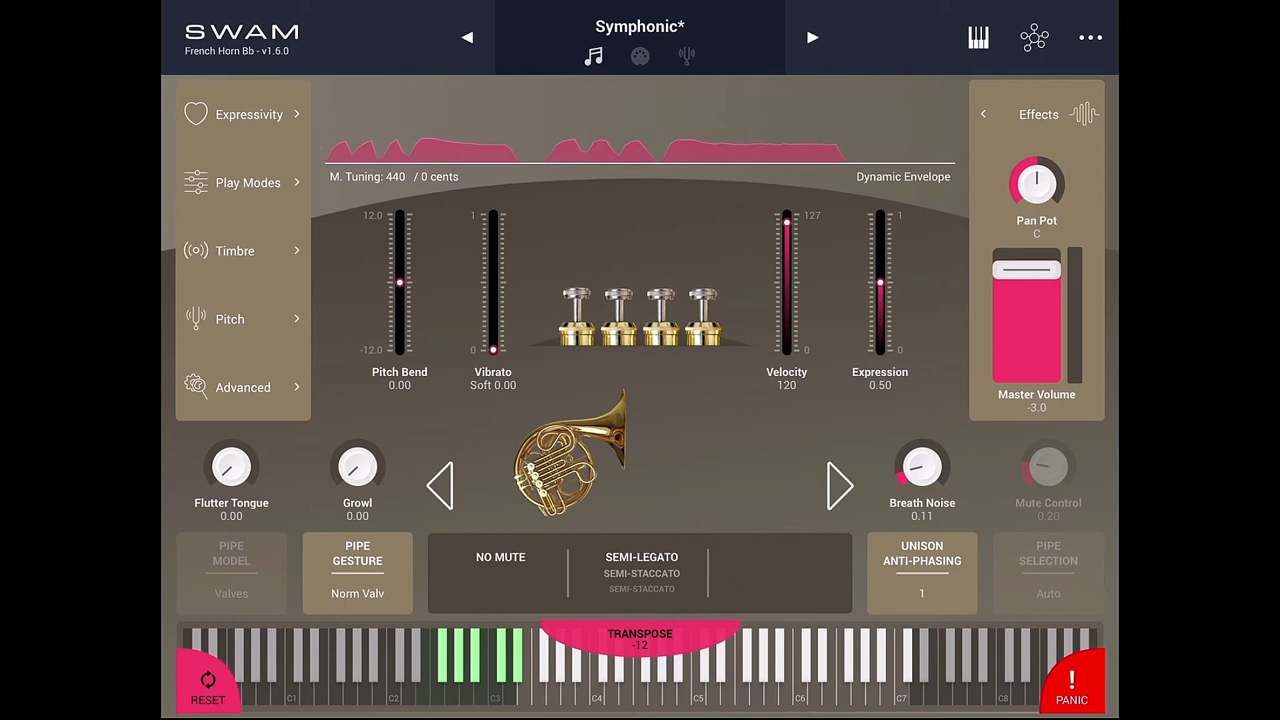 SWAM
French Horn Bb - v1.6.0
Symphonic*
Expressivity
Play Modes
Timbre
Pitch
Advanced
M. Tuning: 440 / 0 cents
Dynamic Envelope
Effects
Pan Pot
C
12.0
-12.0
Pitch Bend
0.00
1
0
Vibrato
Soft 0.00
127
0
Velocity
120
1
0
Expression
0.50
Master Volume
-3.0
Flutter Tongue
0.00
Growl
0.00
Breath Noise
0.11
Mute Control
0.20
PIPE
MODEL
Valves
PIPE
GESTURE
Norm Valv
NO MUTE
SEMI-LEGATO
SEMI-STACCATO
SEMI-STACCATO
UNISON
ANTI-PHASING
1
PIPE
SELECTION
Auto
TRANSPOSE
-12
RESET
C1
C2
C3
C4
C5
C6
C7
C8
!
PANIC